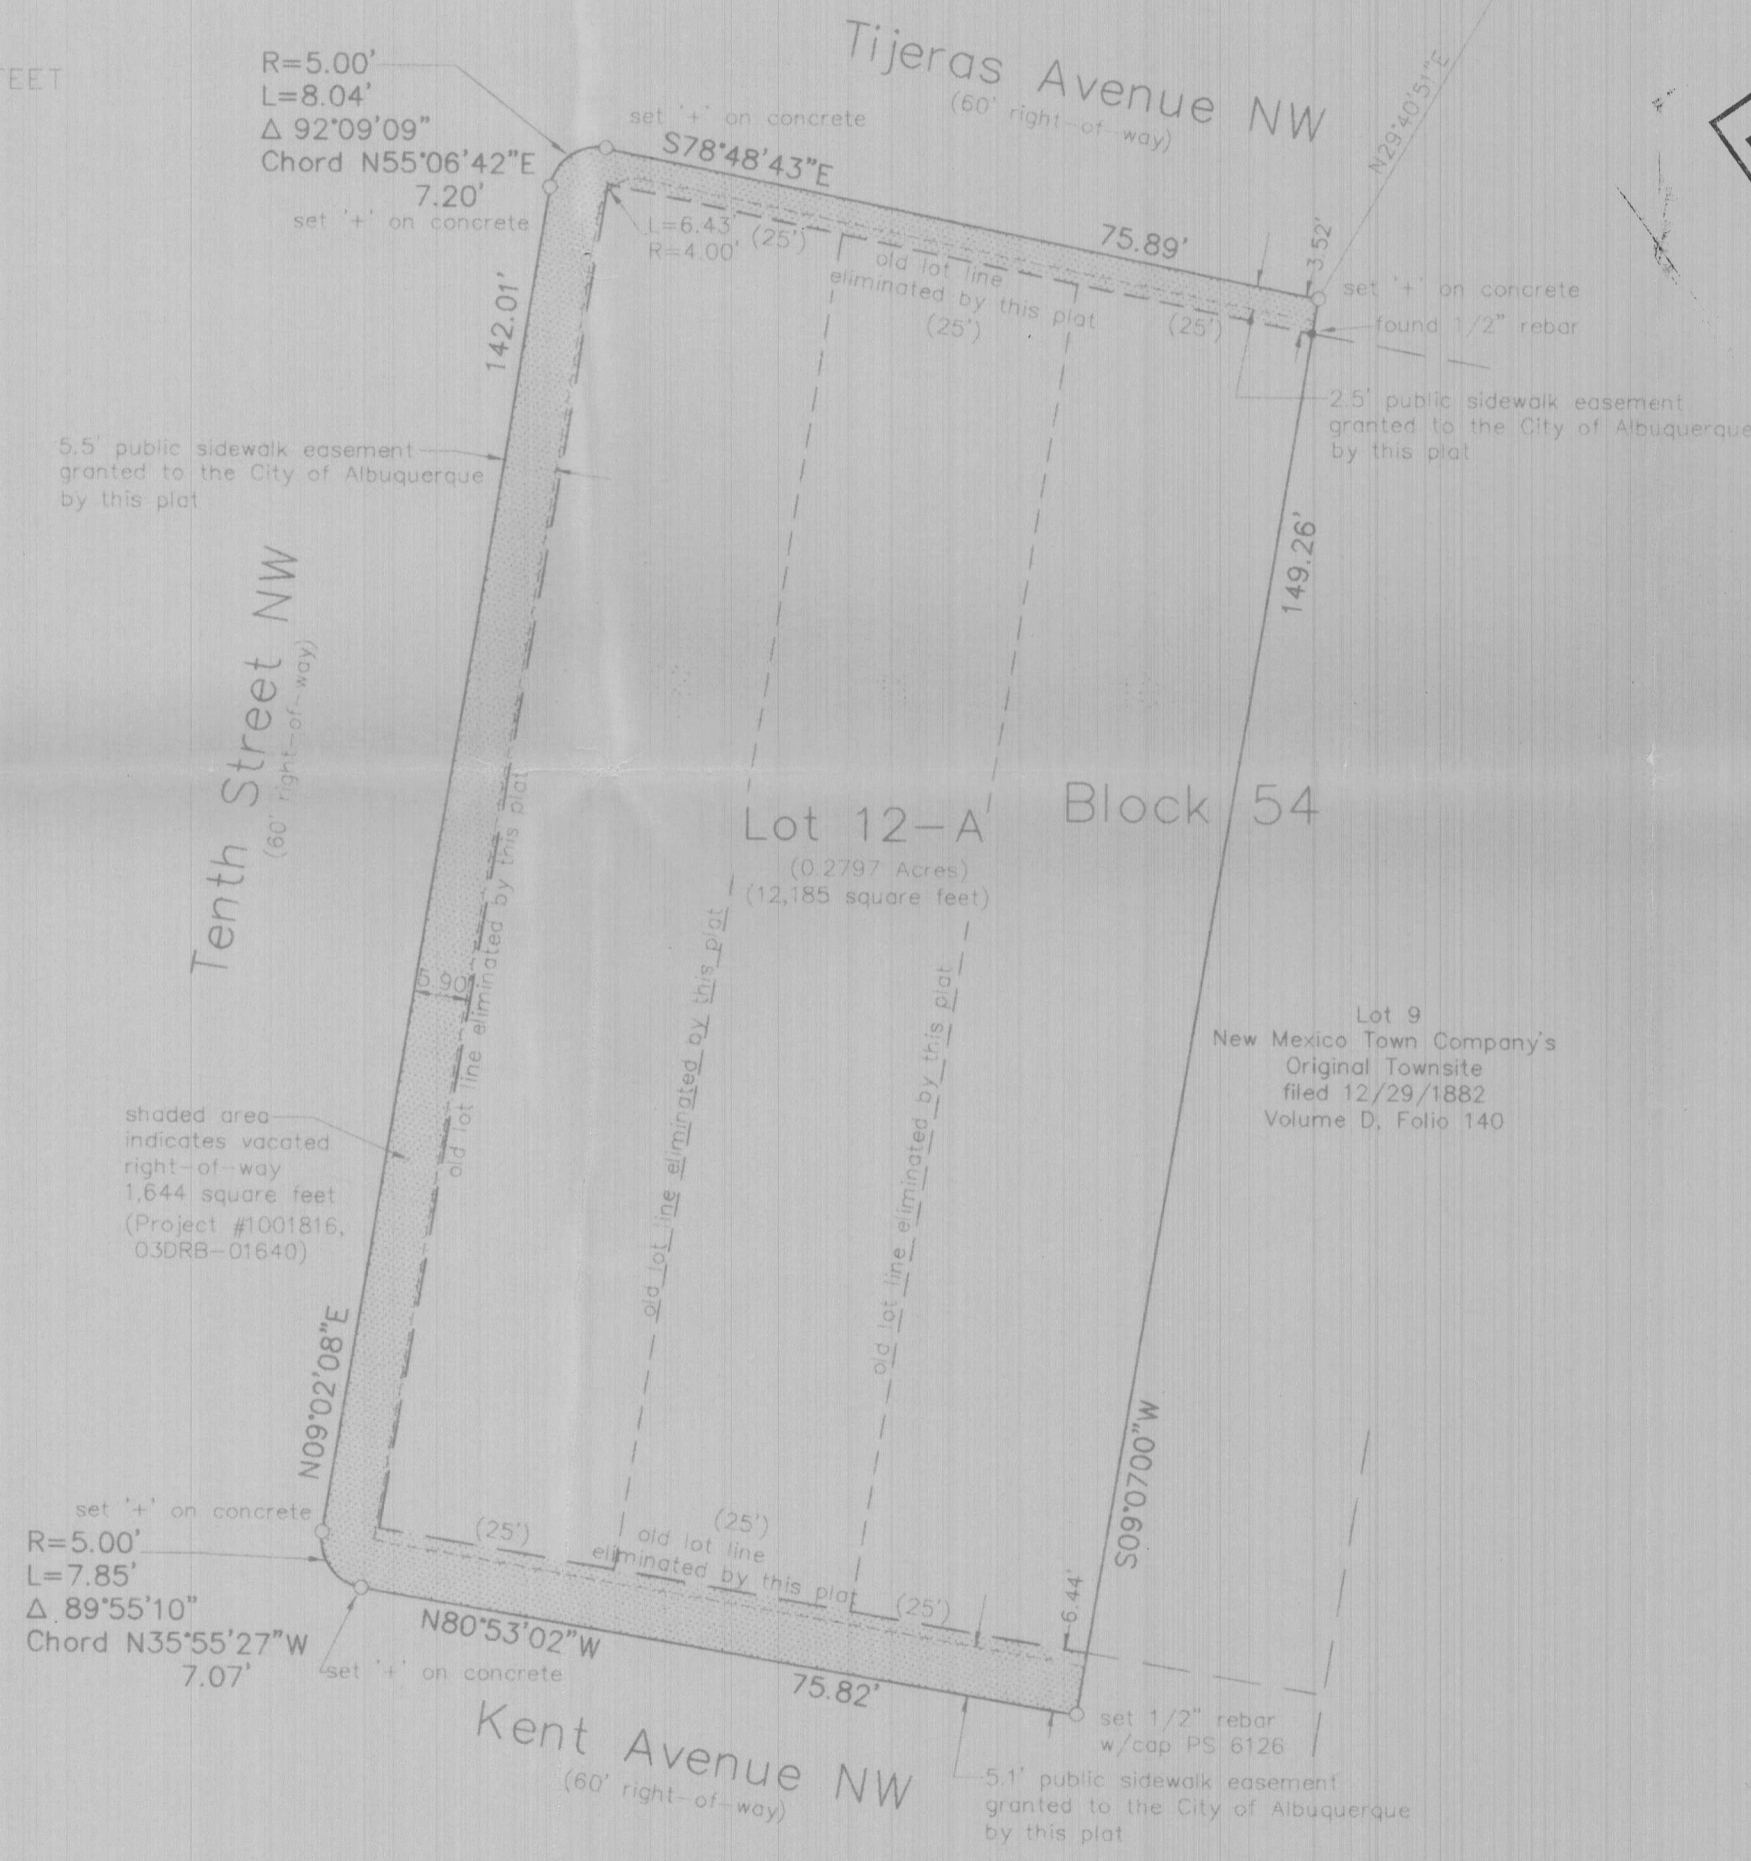 Tijeras Avenue NW
(60' right-of-way)
N29°40'51"E
R=5.00'
L=8.04'
Δ 92°09'09"
Chord N55°06'42"E
7.20'
set '+' on concrete
set '+' on concrete
S78°48'43"E
75.89'
3.52'
L=6.43'
R=4.00'
(25')
old lot line
eliminated by this plat
(25')
(25')
set '+' on concrete
found 1/2" rebar
2.5' public sidewalk easement
granted to the City of Albuquerque
by this plat
142.01'
5.5' public sidewalk easement
granted to the City of Albuquerque
by this plat
149.26'
Tenth Street NW
(60' right-of-way)
old lot line eliminated by this plat
Lot 12-A
(0.2797 Acres)
(12,185 square feet)
Block 54
5.90'
old lot line eliminated by this plat
old lot line eliminated by this plat
Lot 9
New Mexico Town Company's
Original Townsite
filed 12/29/1882
Volume D, Folio 140
shaded area
indicates vacated
right-of-way
1,644 square feet
(Project #1001816,
03DRB-01640)
N09°02'08"E
S09°07'00"W
set '+' on concrete
R=5.00'
L=7.85'
Δ 89°55'10"
Chord N35°55'27"W
7.07'
set '+' on concrete
(25')
(25')
old lot line
eliminated by this plat
(25')
6.44'
N80°53'02"W
75.82'
Kent Avenue NW
(60' right-of-way)
set 1/2" rebar
w/cap PS 6126
5.1' public sidewalk easement
granted to the City of Albuquerque
by this plat